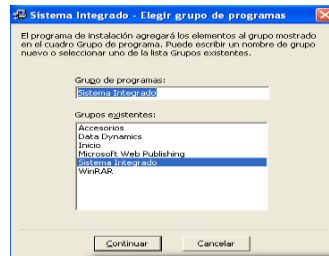 Sistema Integrado - Elegir grupo de programas
El programa de instalación agregará los elementos al grupo mostrado
en el cuadro Grupo de programa. Puede escribir un nombre de grupo
nuevo o seleccionar uno de la lista Grupos existentes.
Grupo de programas:
Sistema Integrado
Grupos existentes:
Accesorios
Data Dynamics
Inicio
Microsoft Web Publishing
Sistema Integrado
WinRAR
Continuar
Cancelar